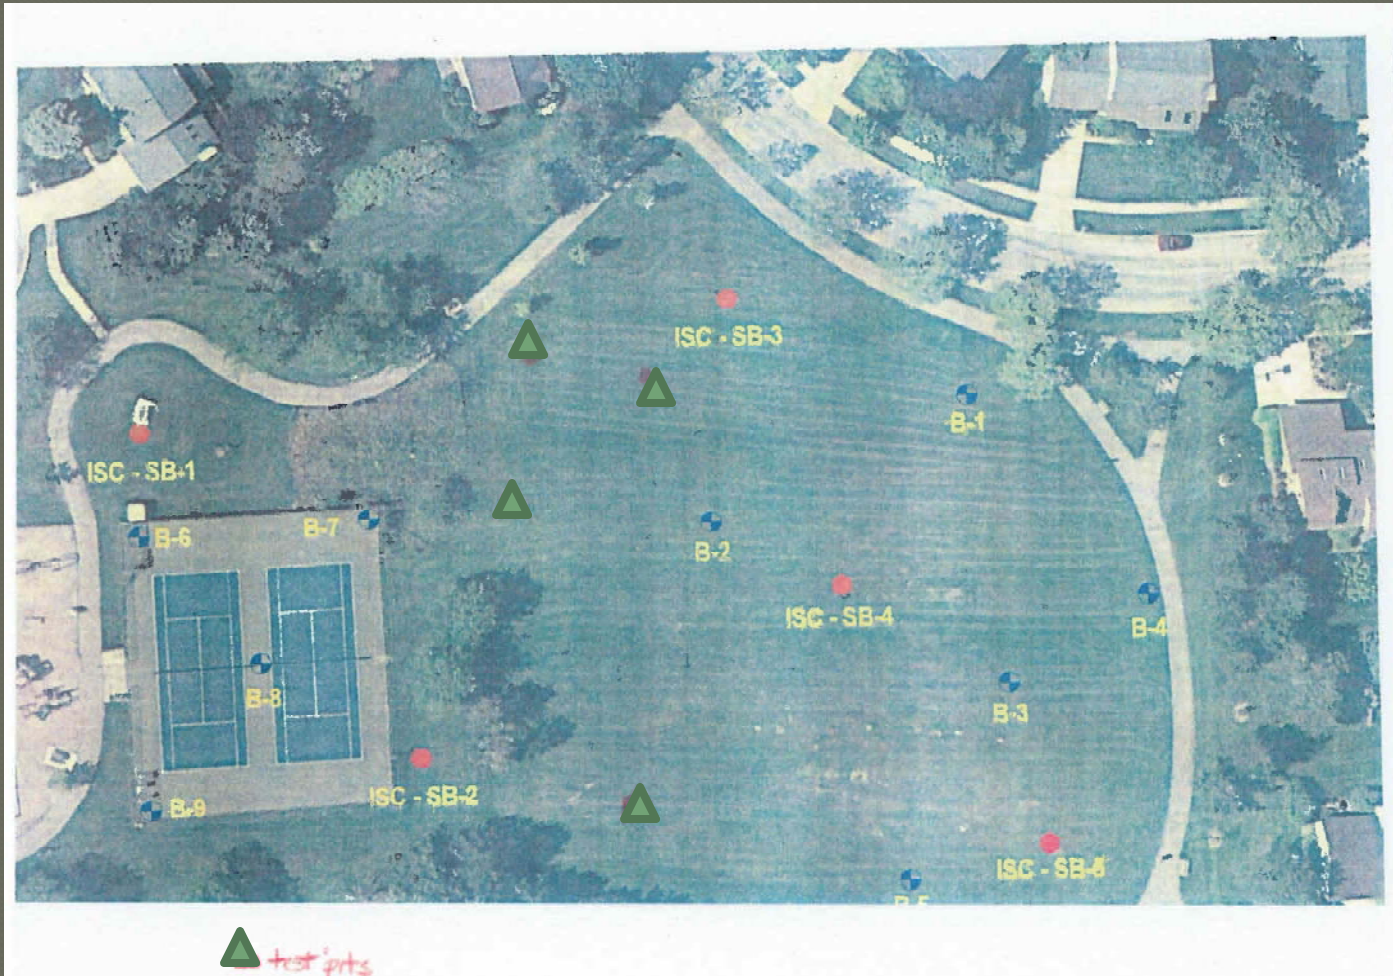 ISC - SB-3
B-1
ISC - SB-1
B-6
B-7
B-2
ISC - SB-4
B-4
B-8
B-3
ISC - SB-2
B-9
ISC - SB-5
B-5
test pits